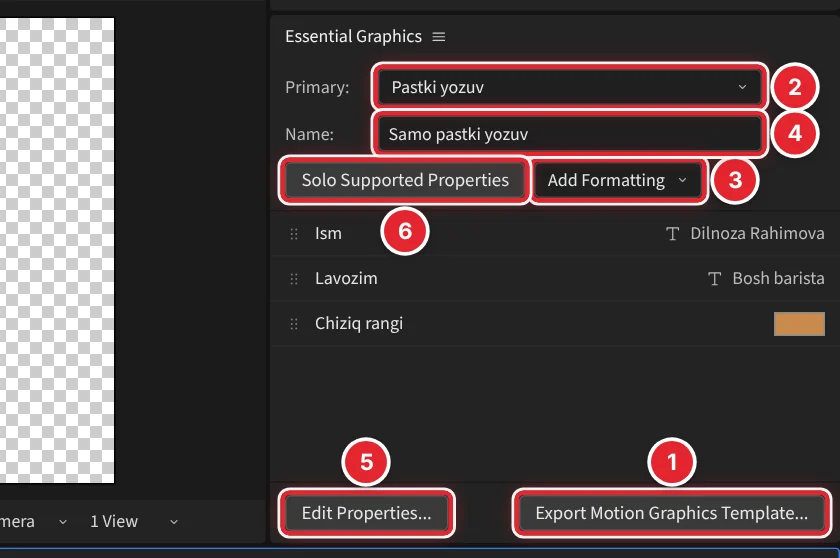 Essential Graphics
Primary: Pastki yozuv 2
Name: Samo pastki yozuv 4
Solo Supported Properties Add Formatting 3
6
Ism Dilnoza Rahimova
Lavozim Bosh barista
Chiziq rangi
5 1
Edit Properties... Export Motion Graphics Template...
mera 1 View